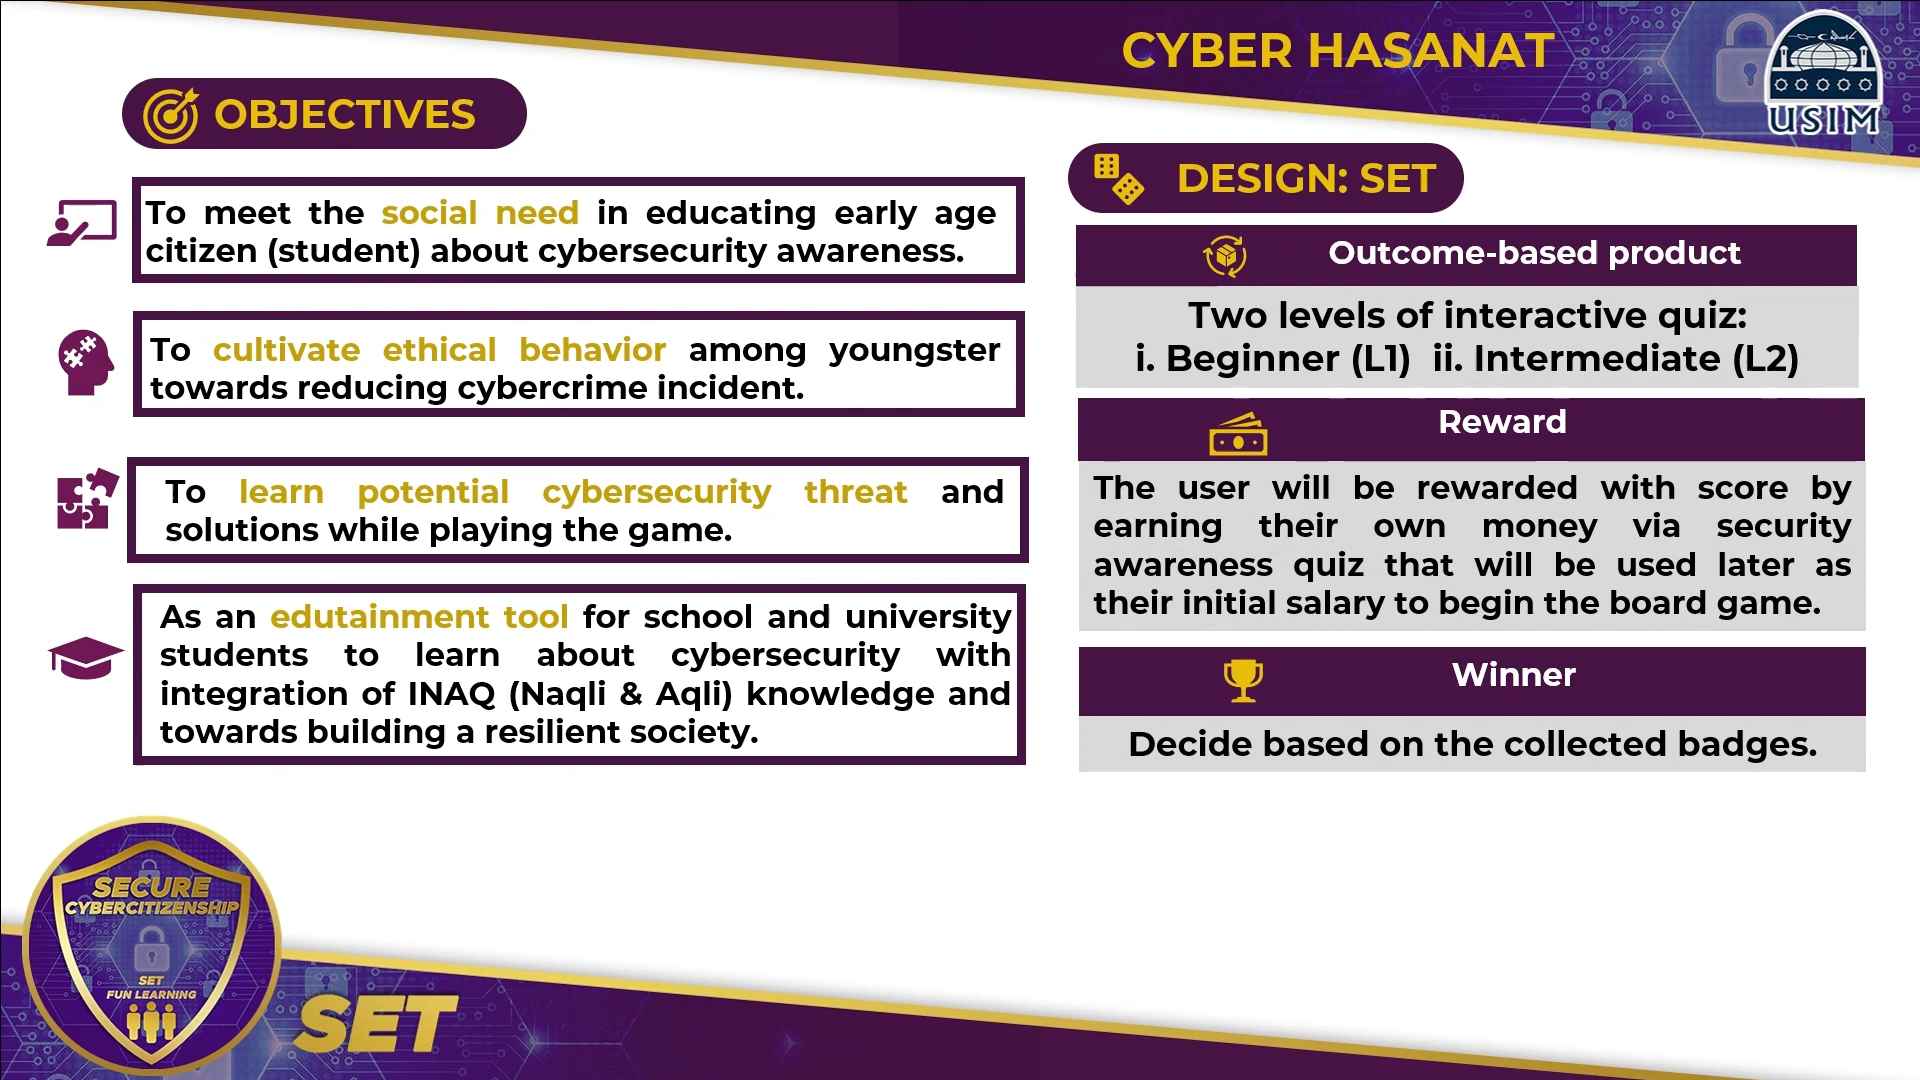 CYBER HASANAT
USIM
OBJECTIVES
To meet the social need in educating early age
citizen (student) about cybersecurity awareness.
To cultivate ethical behavior among youngster
towards reducing cybercrime incident.
To learn potential cybersecurity threat and
solutions while playing the game.
As an edutainment tool for school and university
students to learn about cybersecurity with
integration of INAQ (Naqli & Aqli) knowledge and
towards building a resilient society.
DESIGN: SET
Outcome-based product
Two levels of interactive quiz:
i. Beginner (L1) ii. Intermediate (L2)
Reward
The user will be rewarded with score by
earning their own money via security
awareness quiz that will be used later as
their initial salary to begin the board game.
Winner
Decide based on the collected badges.
SECURE
CYBERCITIZENSHIP
SET
FUN LEARNING
SET